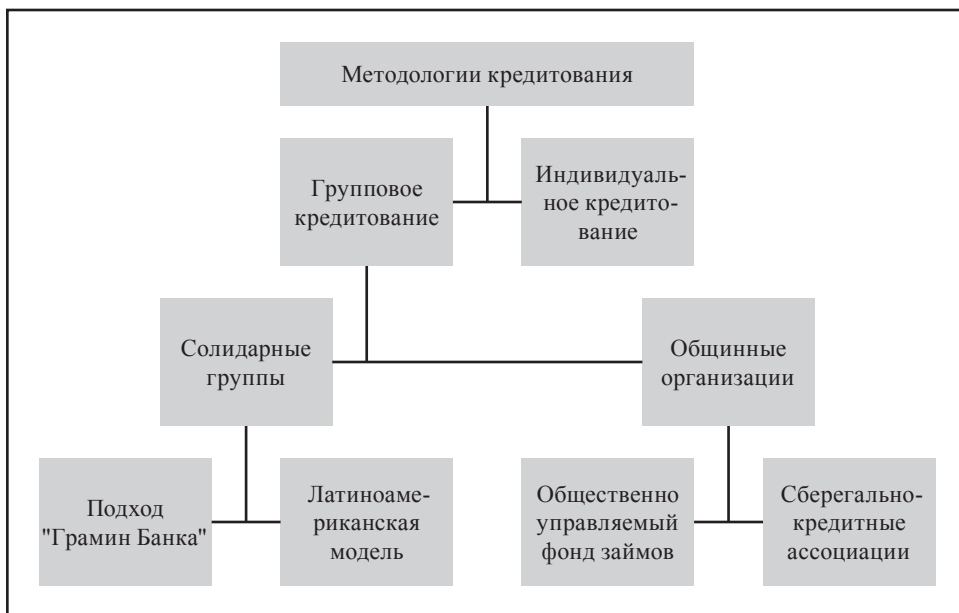 Методологии кредитования
Групповое
кредитование
Индивидуаль-
ное кредито-
вание
Солидарные
группы
Общинные
организации
Подход
"Грамин Банка"
Латиноаме-
риканская
модель
Общественно
управляемый
фонд займов
Сберегально-
кредитные
ассоциации